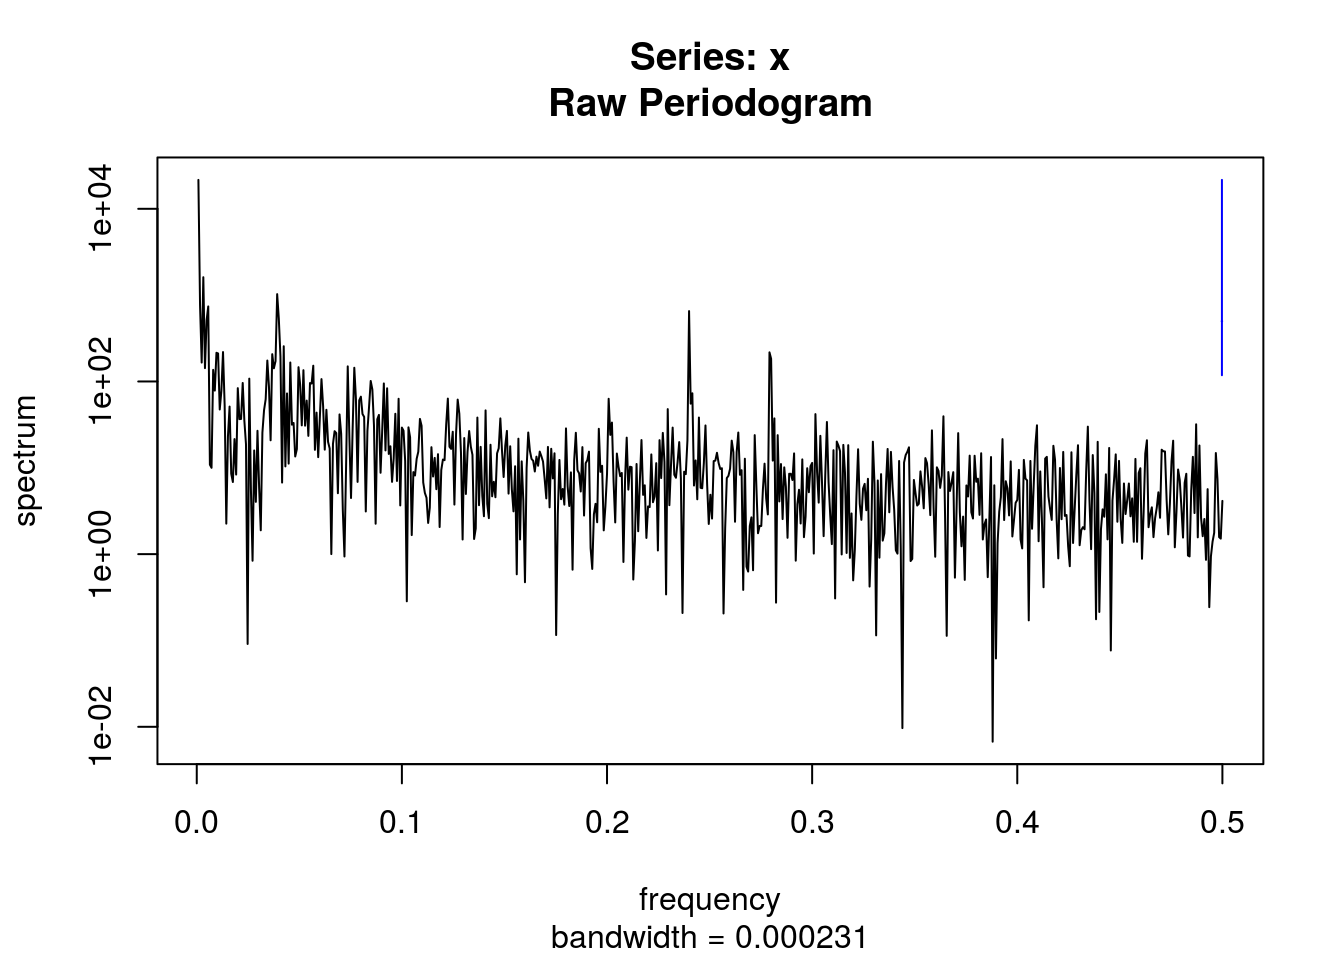 Series: x
Raw Periodogram
spectrum
1e+04
1e+02
1e+00
1e-02
0.0 0.1 0.2 0.3 0.4 0.5
frequency
bandwidth = 0.000231